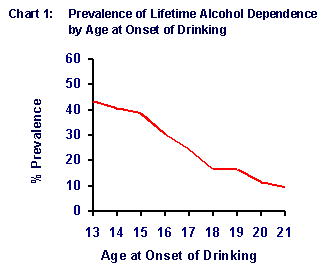 Chart 1: Prevalence of Lifetime Alcohol Dependence
by Age at Onset of Drinking
% Prevalence
60
50
40
30
20
10
0
13 14 15 16 17 18 19 20 21
Age at Onset of Drinking